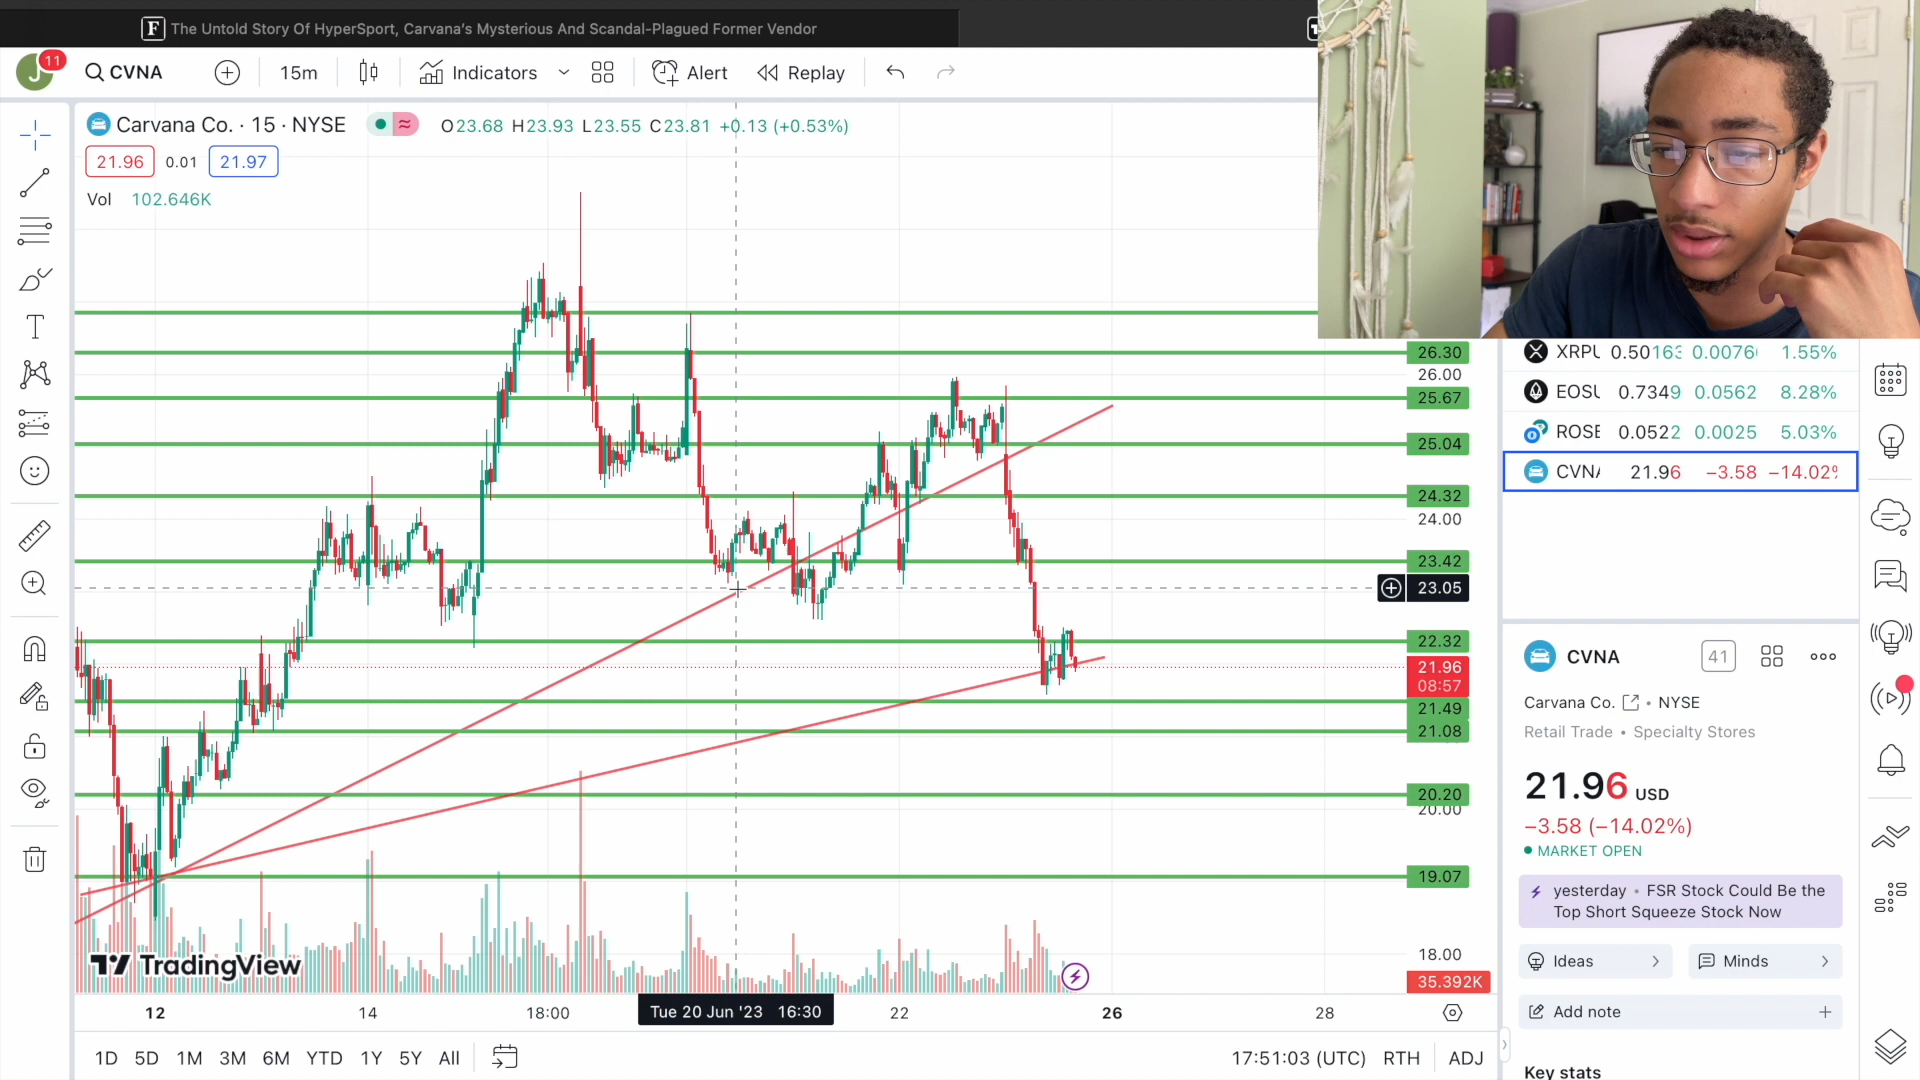 F The Untold Story Of HyperSport, Carvana's Mysterious And Scandal-Plagued Former Vendor
J 11 CVNA 15m Indicators Alert Replay
Carvana Co. · 15 · NYSE O23.68 H23.93 L23.55 C23.81 +0.13 (+0.53%)
21.96 0.01 21.97
Vol 102.646K
26.30
26.00
25.67
25.04
24.32
24.00
23.42
23.05
22.32
21.96
08:57
21.49
21.08
20.20
20.00
19.07
18.00
35.392K
TradingView
12 14 18:00 Tue 20 Jun '23 16:30 22 26 28
1D 5D 1M 3M 6M YTD 1Y 5Y All 17:51:03 (UTC) RTH ADJ
XRPU 0.5016 0.0076 1.55%
EOSU 0.7349 0.0562 8.28%
ROSE 0.0522 0.0025 5.03%
CVNA 21.96 −3.58 −14.02%
CVNA 41
Carvana Co. • NYSE
Retail Trade • Specialty Stores
21.96 USD
−3.58 (−14.02%)
MARKET OPEN
yesterday • FSR Stock Could Be the
Top Short Squeeze Stock Now
Ideas Minds
Add note
Key stats